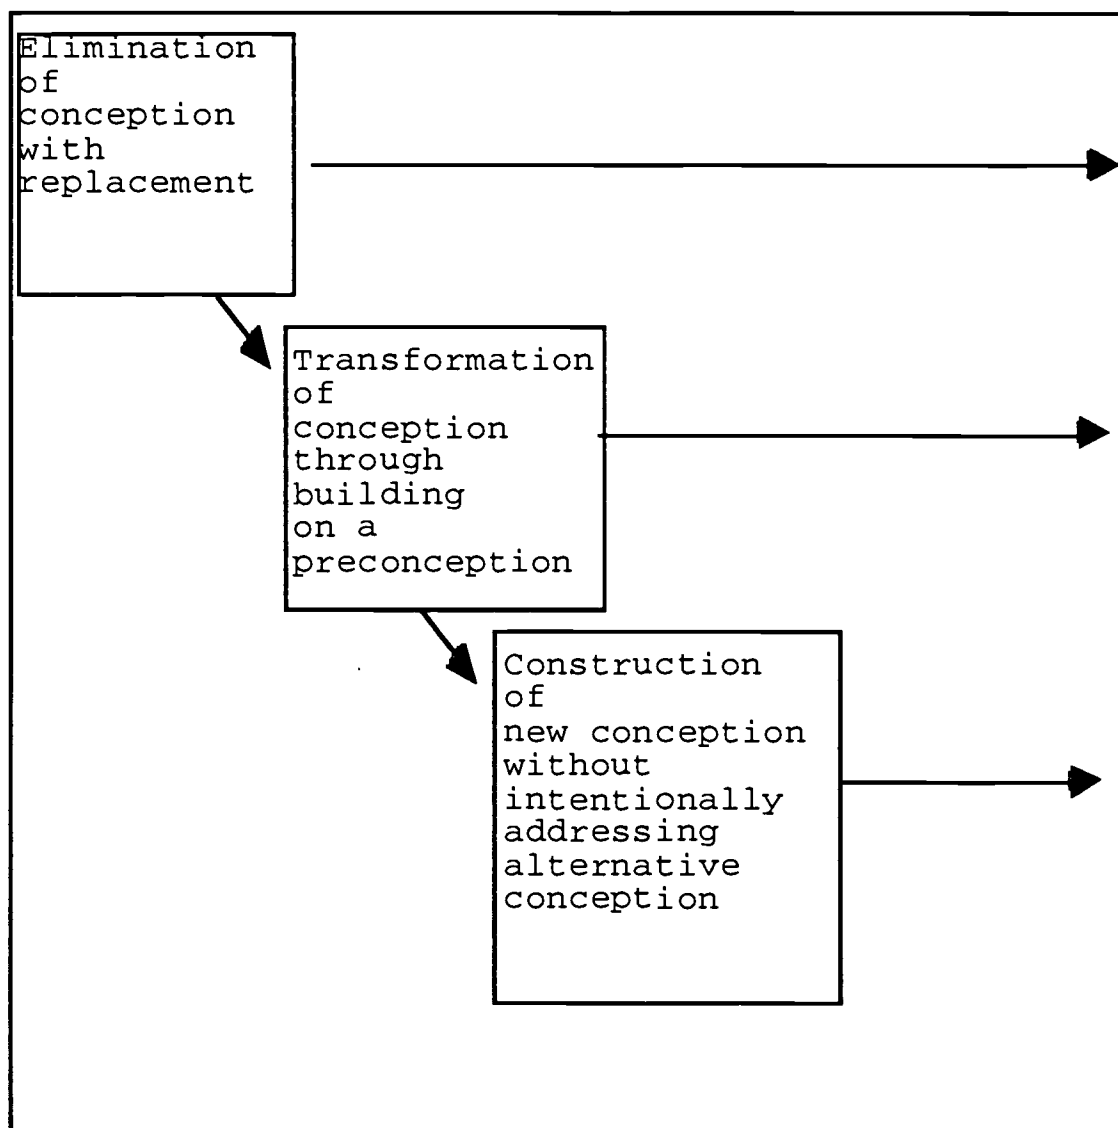 Elimination
of
conception
with
replacement
Transformation
of
conception
through
building
on a
preconception
Construction
of
new conception
without
intentionally
addressing
alternative
conception